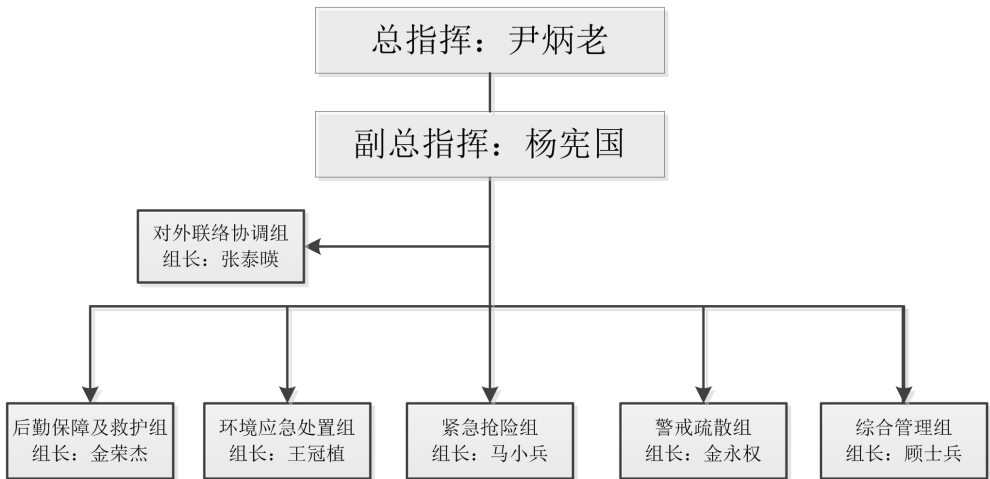 总指挥：尹炳老
副总指挥：杨宪国
对外联络协调组
组长：张泰暎
后勤保障及救护组
组长：金荣杰
环境应急处置组
组长：王冠植
紧急抢险组
组长：马小兵
警戒疏散组
组长：金永权
综合管理组
组长：顾士兵